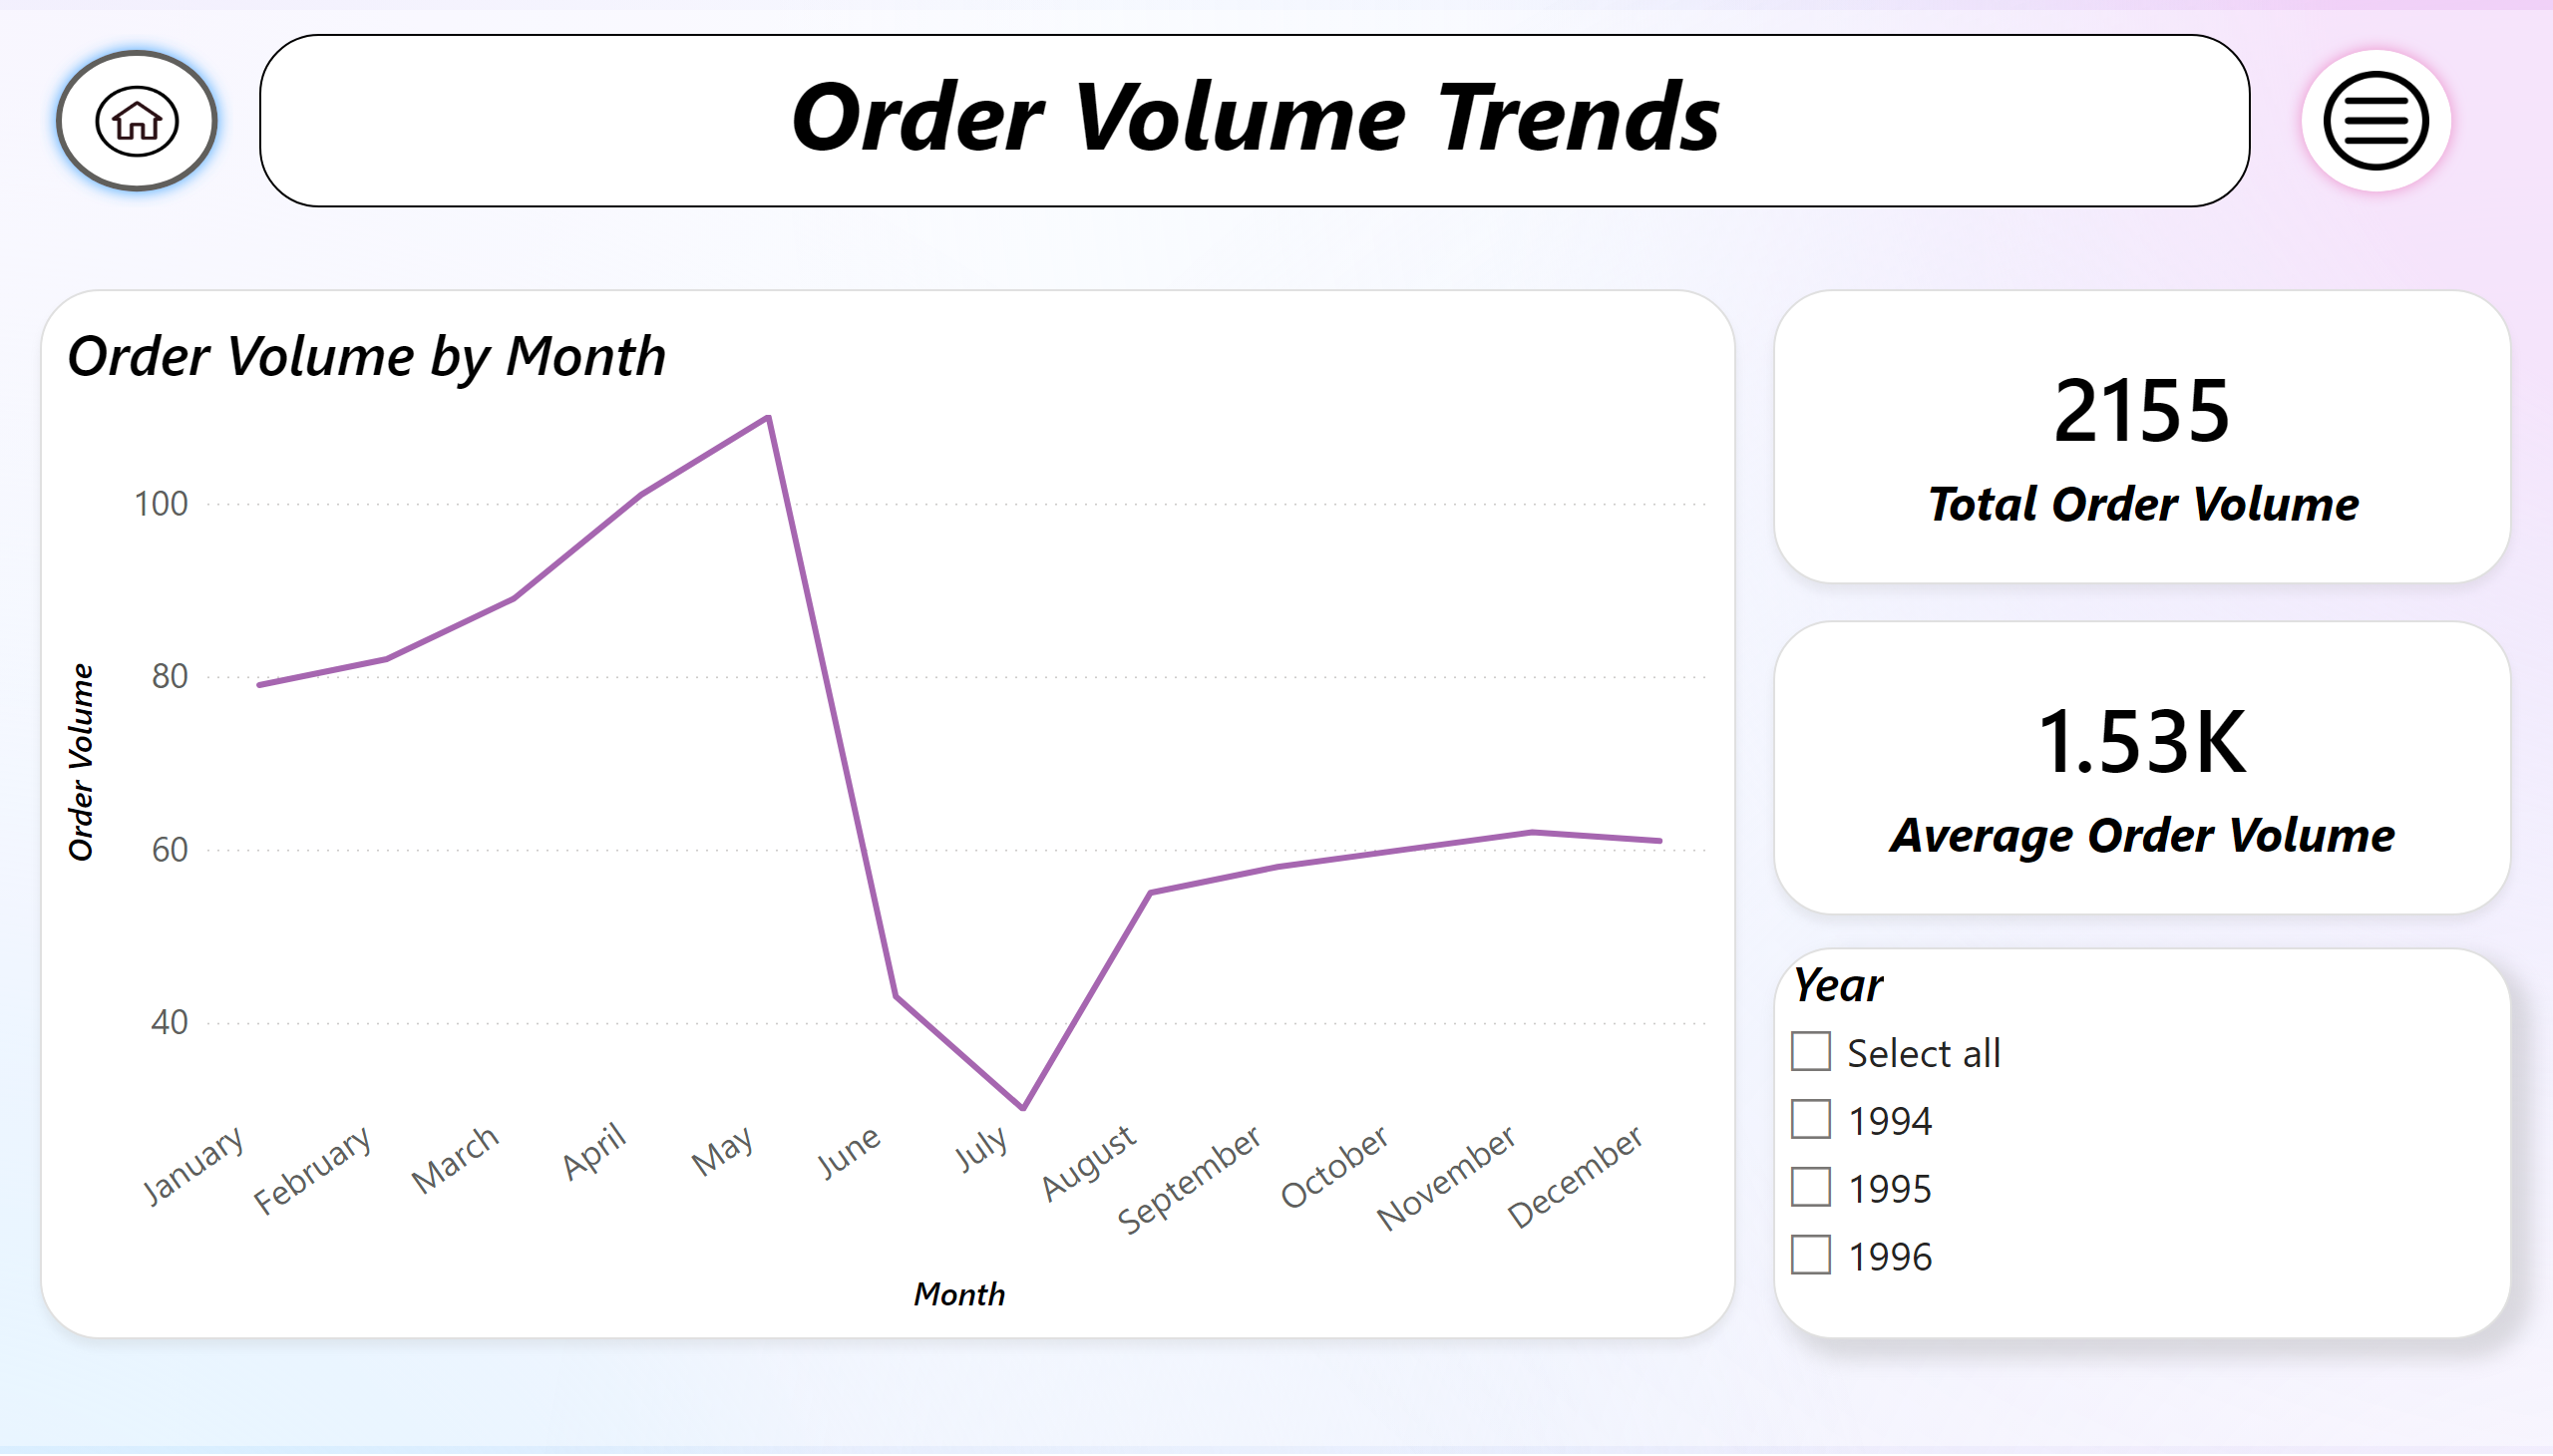 Order Volume Trends
Order Volume by Month
Order Volume
100
80
60
40
January
February
March
April
May
June
July
August
September
October
November
December
Month
2155
Total Order Volume
1.53K
Average Order Volume
Year
Select all
1994
1995
1996